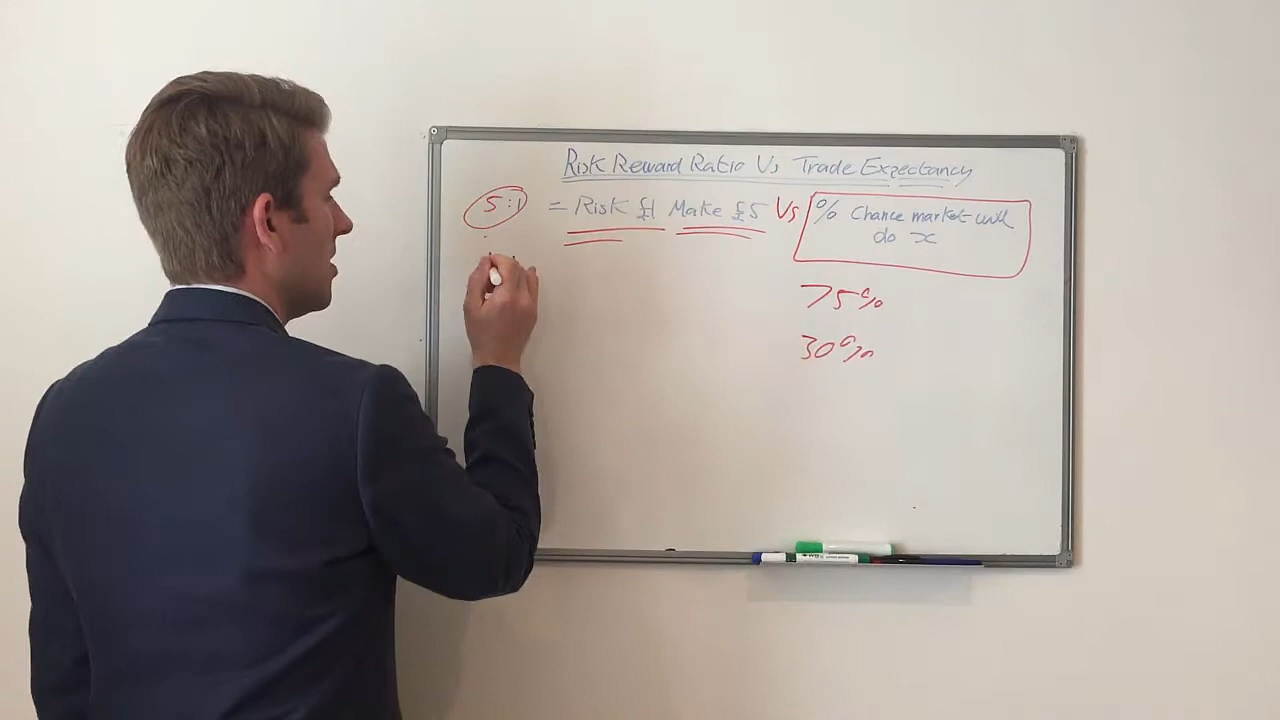 Risk Reward Ratio Vs Trade Expectancy
5:1 = Risk £1 Make £5 Vs % Chance market will
do x
75%
30%